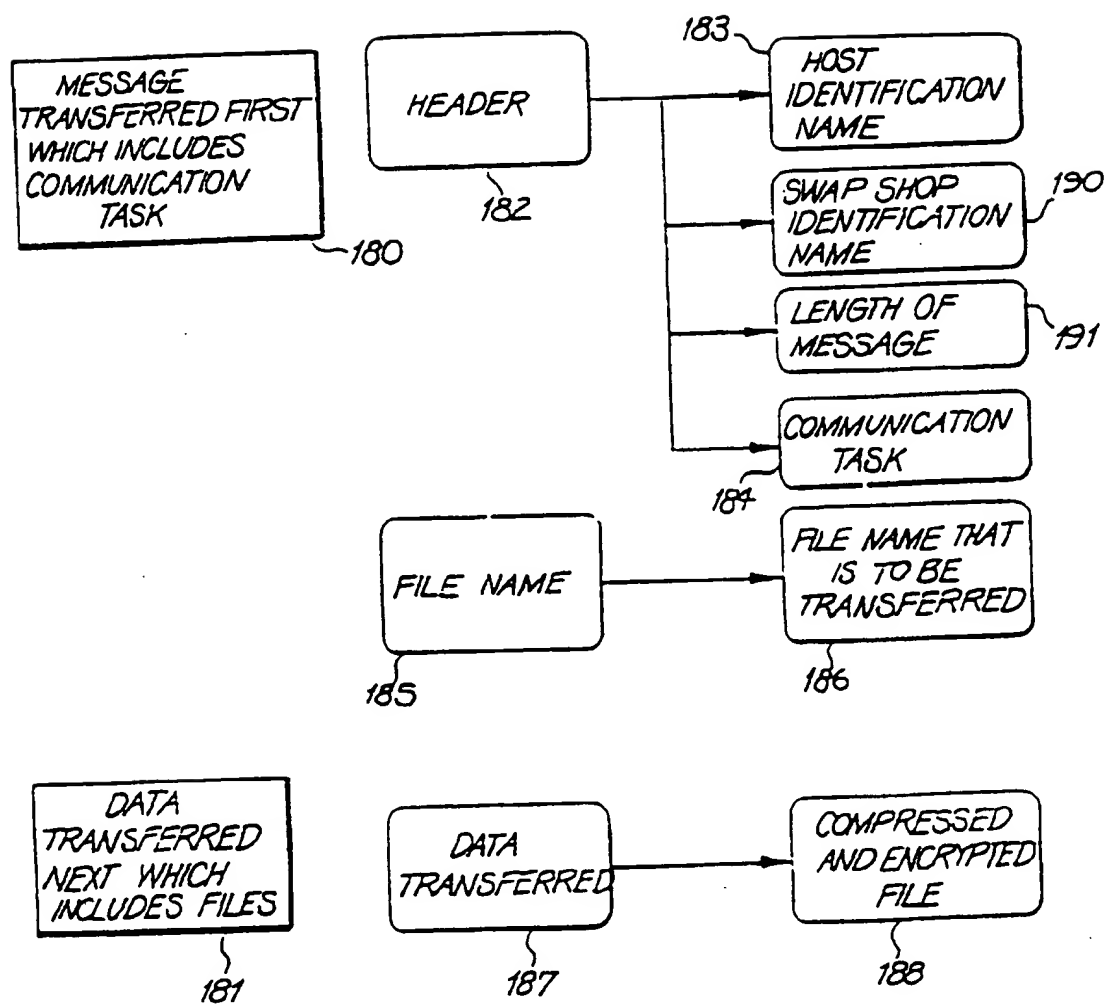 MESSAGE
TRANSFERRED FIRST
WHICH INCLUDES
COMMUNICATION
TASK
180
HEADER
182
183
HOST
IDENTIFICATION
NAME
SWAP SHOP
IDENTIFICATION
NAME
190
LENGTH OF
MESSAGE
191
COMMUNICATION
TASK
184
FILE NAME
185
FILE NAME THAT
IS TO BE
TRANSFERRED
186
DATA
TRANSFERRED
NEXT WHICH
INCLUDES FILES
181
DATA
TRANSFERRED
187
COMPRESSED
AND ENCRYPTED
FILE
188